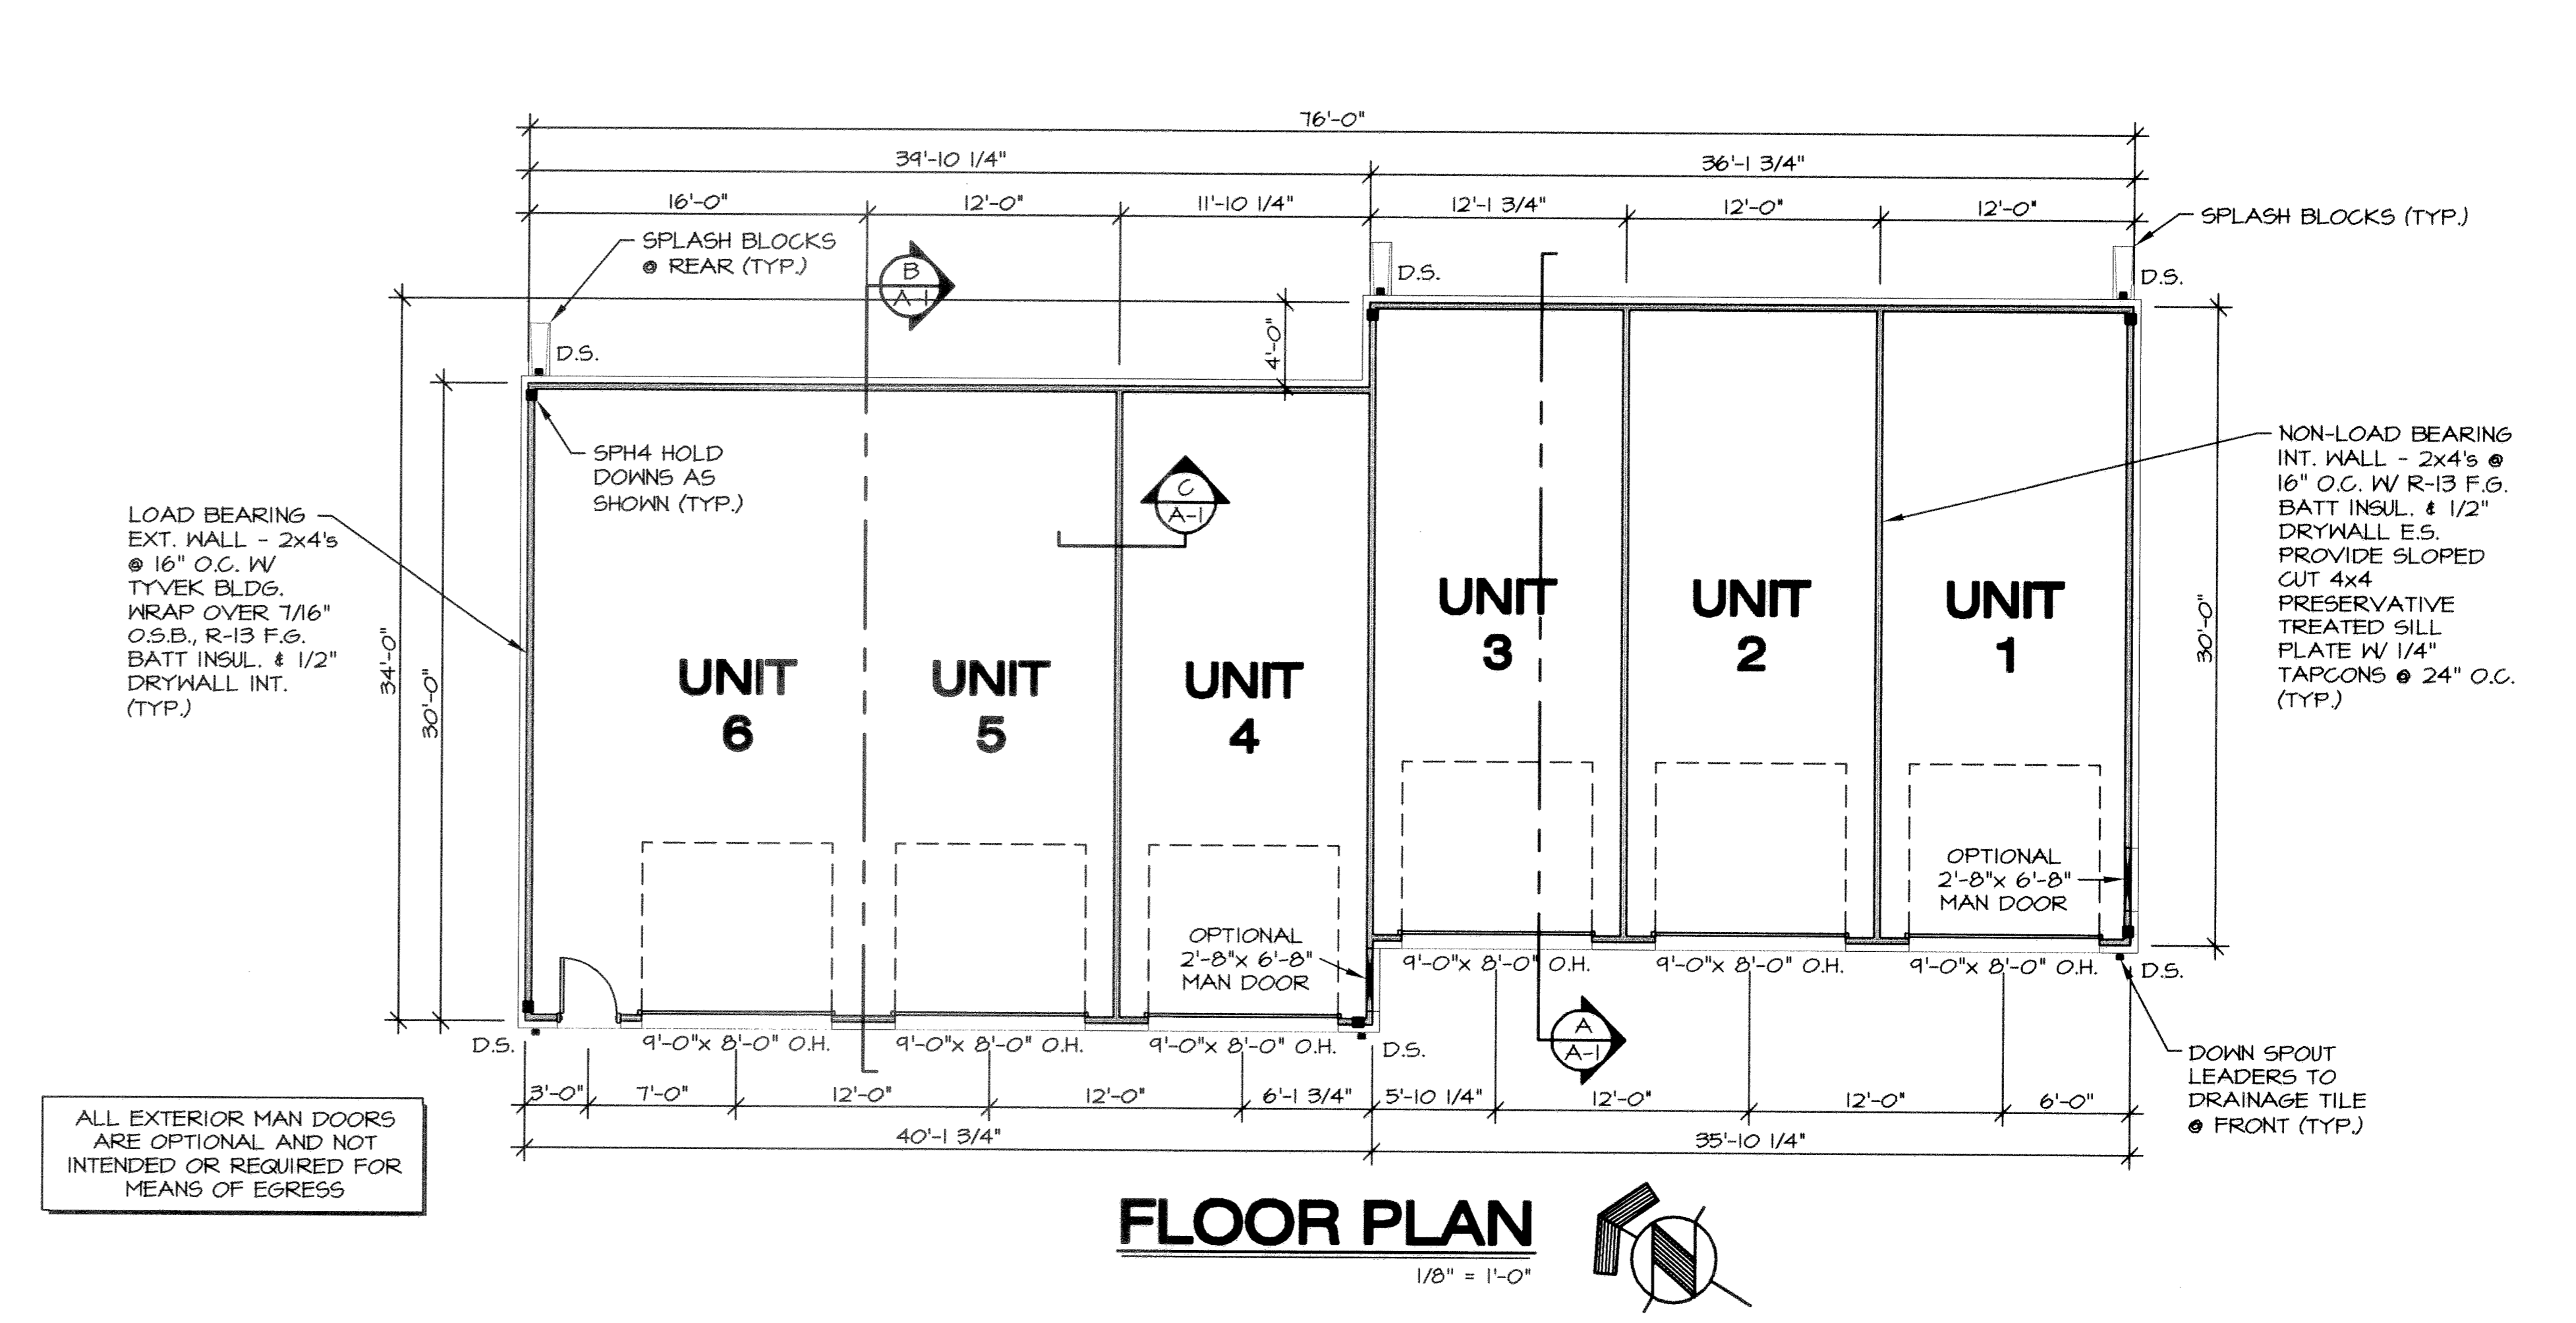 76'-0"
39'-10 1/4"
36'-1 3/4"
16'-0"
12'-0"
11'-10 1/4"
12'-1 3/4"
12'-0"
12'-0"
SPLASH BLOCKS
@ REAR (TYP.)
SPLASH BLOCKS (TYP.)
B
A-1
D.S.
D.S.
D.S.
4'-0"
SPH4 HOLD
DOWNS AS
SHOWN (TYP.)
C
A-1
LOAD BEARING
EXT. WALL - 2x4's
@ 16" O.C. W/
TYVEK BLDG.
WRAP OVER 7/16"
O.S.B., R-13 F.G.
BATT INSUL. & 1/2"
DRYWALL INT.
(TYP.)
34'-0"
30'-0"
NON-LOAD BEARING
INT. WALL - 2x4's @
16" O.C. W/ R-13 F.G.
BATT INSUL. & 1/2"
DRYWALL E.S.
PROVIDE SLOPED
CUT 4x4
PRESERVATIVE
TREATED SILL
PLATE W/ 1/4"
TAPCONS @ 24" O.C.
(TYP.)
30'-0"
UNIT
6
UNIT
5
UNIT
4
UNIT
3
UNIT
2
UNIT
1
OPTIONAL
2'-8"x 6'-8"
MAN DOOR
OPTIONAL
2'-8"x 6'-8"
MAN DOOR
9'-0"x 8'-0" O.H.
9'-0"x 8'-0" O.H.
9'-0"x 8'-0" O.H.
D.S.
D.S.
9'-0"x 8'-0" O.H.
9'-0"x 8'-0" O.H.
9'-0"x 8'-0" O.H.
D.S.
A
A-1
DOWN SPOUT
LEADERS TO
DRAINAGE TILE
@ FRONT (TYP.)
3'-0"
7'-0"
12'-0"
12'-0"
6'-1 3/4"
5'-10 1/4"
12'-0"
12'-0"
6'-0"
40'-1 3/4"
35'-10 1/4"
ALL EXTERIOR MAN DOORS
ARE OPTIONAL AND NOT
INTENDED OR REQUIRED FOR
MEANS OF EGRESS
FLOOR PLAN
1/8" = 1'-0"
N